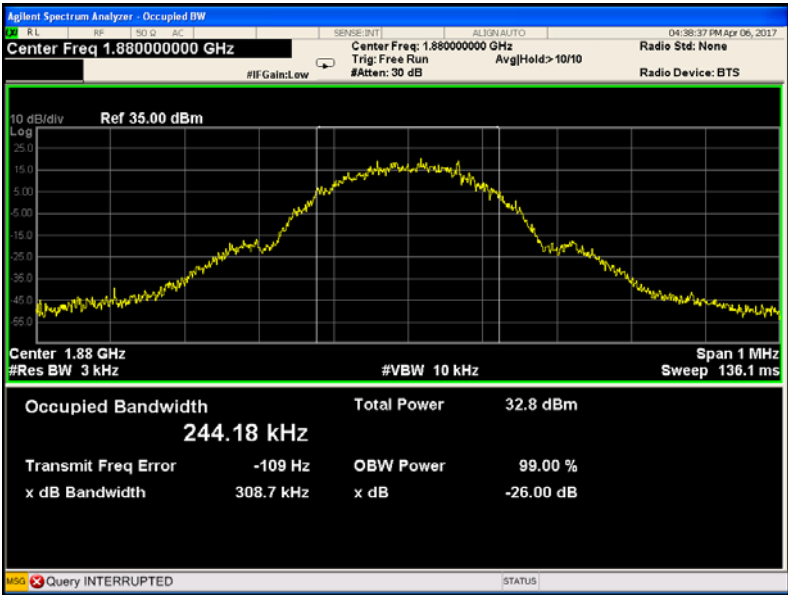 Agilent Spectrum Analyzer - Occupied BW
LXI RL RF 50 Ω AC SENSE:INT ALIGNAUTO 04:38:37 PM Apr 06, 2017
Center Freq 1.880000000 GHz Center Freq: 1.880000000 GHz Radio Std: None
Trig: Free Run Avg|Hold:>10/10
#IFGain:Low #Atten: 30 dB Radio Device: BTS
10 dB/div Ref 35.00 dBm
Log
25.0
15.0
5.00
-5.00
-15.0
-25.0
-35.0
-45.0
-55.0
Center 1.88 GHz Span 1 MHz
#Res BW 3 kHz #VBW 10 kHz Sweep 136.1 ms
Occupied Bandwidth Total Power 32.8 dBm
244.18 kHz
Transmit Freq Error -109 Hz OBW Power 99.00 %
x dB Bandwidth 308.7 kHz x dB -26.00 dB
MSG Query INTERRUPTED STATUS